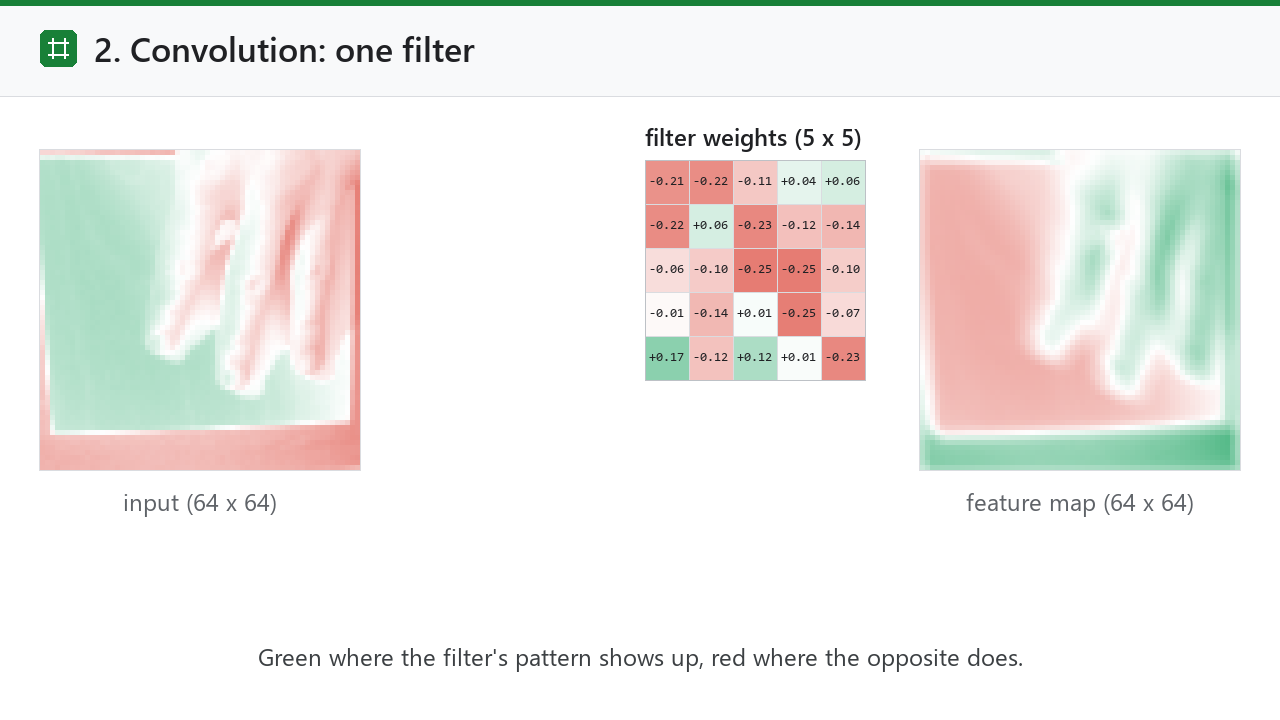 2. Convolution: one filter
filter weights (5 x 5)
-0.21 -0.22 -0.11 +0.04 +0.06
-0.22 +0.06 -0.23 -0.12 -0.14
-0.06 -0.10 -0.25 -0.25 -0.10
-0.01 -0.14 +0.01 -0.25 -0.07
+0.17 -0.12 +0.12 +0.01 -0.23
input (64 x 64)
feature map (64 x 64)
Green where the filter's pattern shows up, red where the opposite does.